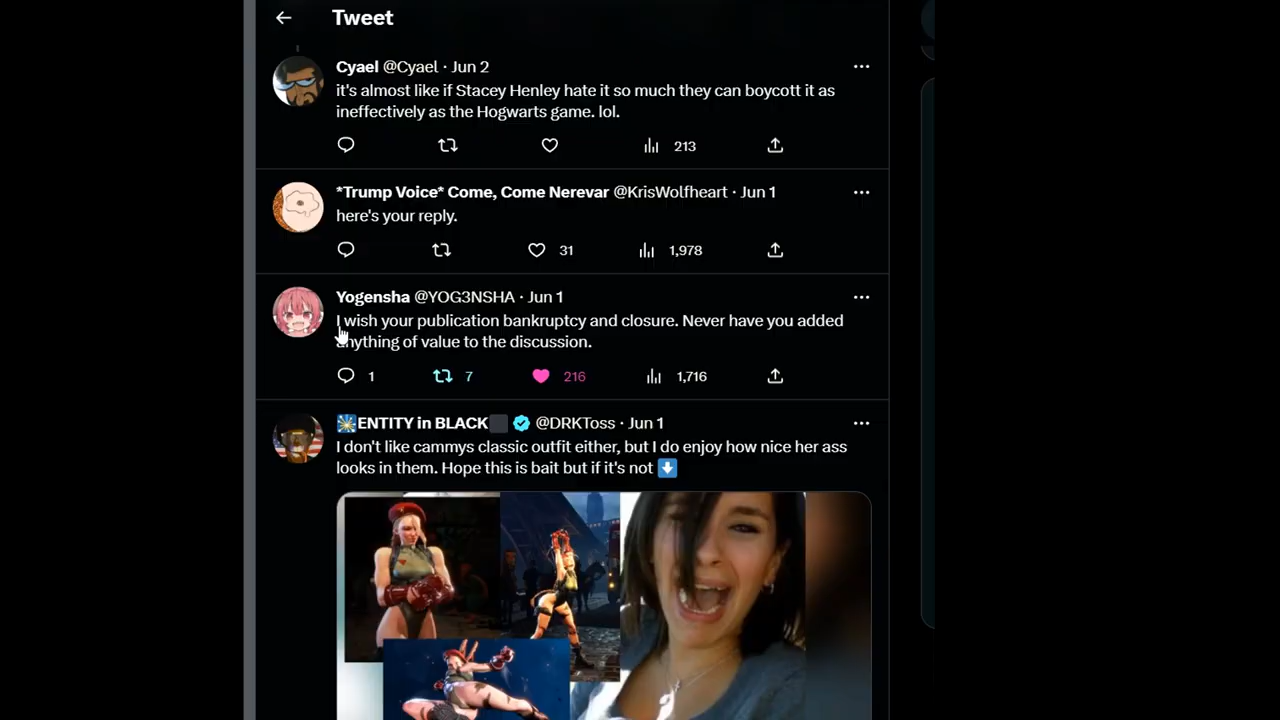 Tweet
Cyael @Cyael · Jun 2
it's almost like if Stacey Henley hate it so much they can boycott it as
ineffectively as the Hogwarts game. lol.
213
*Trump Voice* Come, Come Nerevar @KrisWolfheart · Jun 1
here's your reply.
31 1,978
Yogensha @YOG3NSHA · Jun 1
I wish your publication bankruptcy and closure. Never have you added
anything of value to the discussion.
1 7 216 1,716
ENTITY in BLACK @DRKToss · Jun 1
I don't like cammys classic outfit either, but I do enjoy how nice her ass
looks in them. Hope this is bait but if it's not